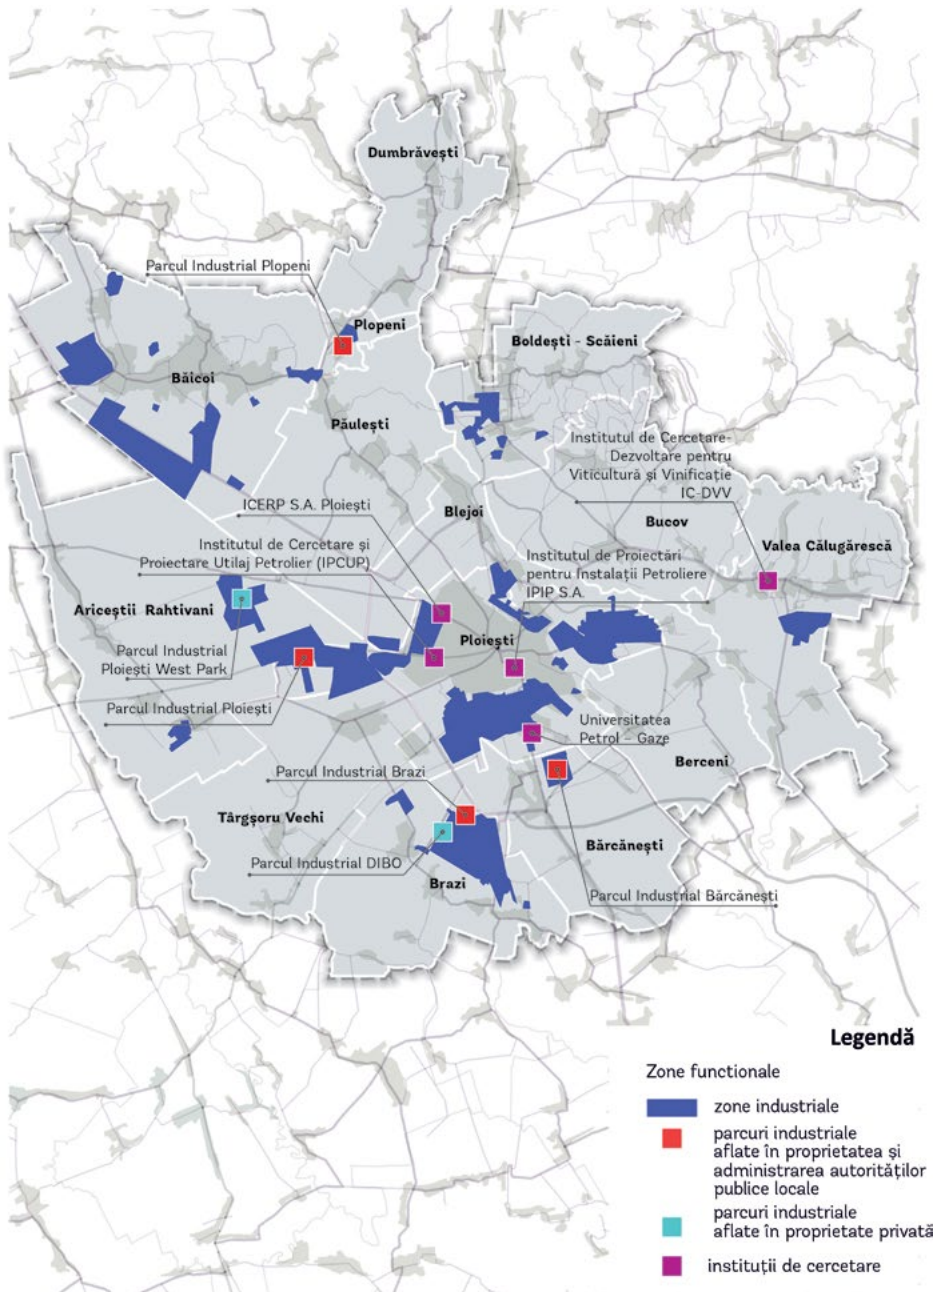 Dumbrăvești
Parcul Industrial Plopeni
Plopeni
Boldești - Scăieni
Băicoi
Păulești
Institutul de Cercetare-
Dezvoltare pentru
Viticultură și Vinificație
IC-DVV
ICERP S.A. Ploiești
Blejoi
Bucov
Valea Călugărescă
Institutul de Cercetare și
Proiectare Utilaj Petrolier (IPCUP)
Institutul de Proiectări
pentru Instalații Petroliere
IPIP S.A.
Ariceștii Rahtivani
Ploiești
Parcul Industrial
Ploiești West Park
Parcul Industrial Ploiești
Universitatea
Petrol - Gaze
Berceni
Parcul Industrial Brazi
Târgșoru Vechi
Bărcănești
Parcul Industrial DIBO
Brazi
Parcul Industrial Bărcănești
Legendă
Zone functionale
zone industriale
parcuri industriale
aflate în proprietatea și
administrarea autorităților
publice locale
parcuri industriale
aflate în proprietate privată
instituții de cercetare